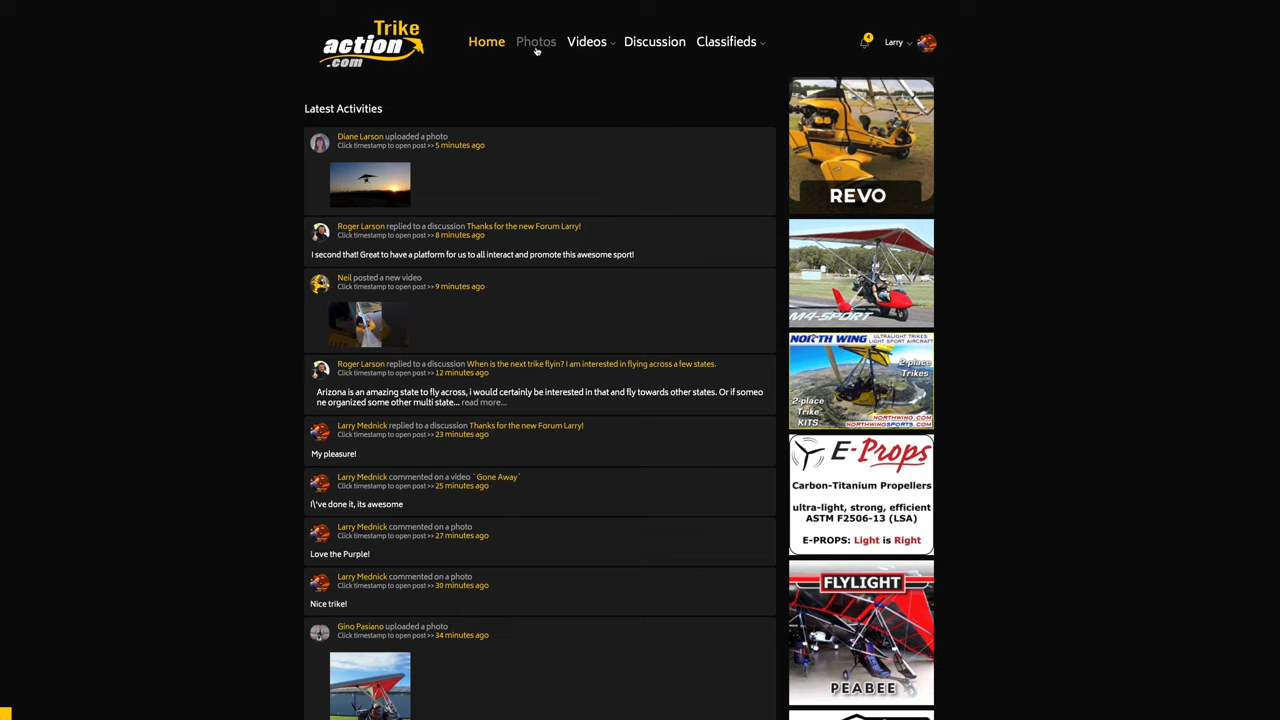 Trike
action
.com
Home Photos Videos Discussion Classifieds
4
Larry
Latest Activities
Diane Larson uploaded a photo
Click timestamp to open post >> 5 minutes ago
Roger Larson replied to a discussion Thanks for the new Forum Larry!
Click timestamp to open post >> 8 minutes ago
I second that! Great to have a platform for us to all interact and promote this awesome sport!
Neil posted a new video
Click timestamp to open post >> 9 minutes ago
Roger Larson replied to a discussion When is the next trike flyin? I am interested in flying across a few states.
Click timestamp to open post >> 12 minutes ago
Arizona is an amazing state to fly across, i would certainly be interested in that and fly towards other states. Or if someo
ne organized some other multi state... read more...
Larry Mednick replied to a discussion Thanks for the new Forum Larry!
Click timestamp to open post >> 23 minutes ago
My pleasure!
Larry Mednick commented on a video `Gone Away`
Click timestamp to open post >> 25 minutes ago
I\'ve done it, its awesome
Larry Mednick commented on a photo
Click timestamp to open post >> 27 minutes ago
Love the Purple!
Larry Mednick commented on a photo
Click timestamp to open post >> 30 minutes ago
Nice trike!
Gino Pasiano uploaded a photo
Click timestamp to open post >> 34 minutes ago
REVO
M4-SPORT
NORTH WING ULTRALIGHT TRIKES
LIGHT SPORT AIRCRAFT
2-place
Trikes
2-place
Trike
KITS
NORTHWING.COM
NORTHWINGSPORTS.COM
E-Props
Carbon-Titanium Propellers
ultra-light, strong, efficient
ASTM F2506-13 (LSA)
E-PROPS: Light is Right
FLYLIGHT
PEABEE